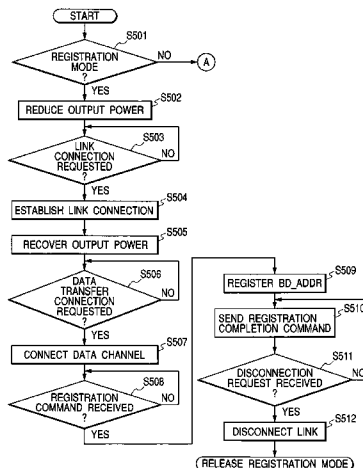 START
S501
REGISTRATION
MODE
?
NO
A
YES
S502
REDUCE OUTPUT POWER
S503
LINK
CONNECTION
REQUESTED
?
NO
YES
S504
ESTABLISH LINK CONNECTION
S505
RECOVER OUTPUT POWER
S506
DATA
TRANSFER
CONNECTION
REQUESTED
?
NO
YES
S507
CONNECT DATA CHANNEL
S508
REGISTRATION
COMMAND RECEIVED
?
NO
YES
S509
REGISTER BD_ADDR
S510
SEND REGISTRATION
COMPLETION COMMAND
S511
DISCONNECTION
REQUEST RECEIVED
?
NO
YES
S512
DISCONNECT LINK
RELEASE REGISTRATION MODE